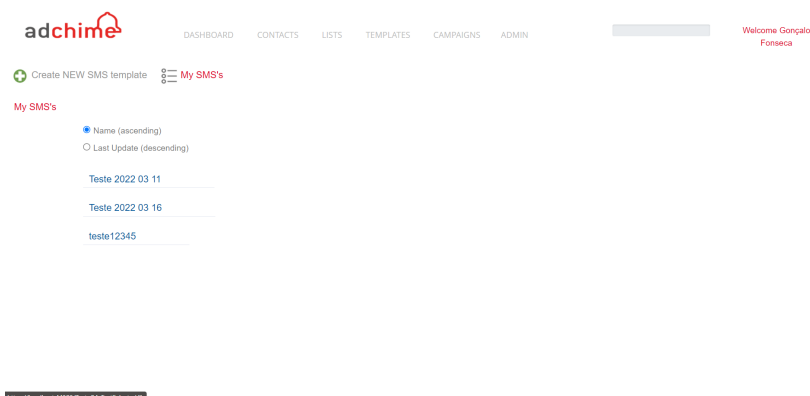 adchime
DASHBOARD CONTACTS LISTS TEMPLATES CAMPAIGNS ADMIN
Welcome Gonçalo
Fonseca
Create NEW SMS template
My SMS's
My SMS's
Name (ascending)
Last Update (descending)
Teste 2022 03 11
Teste 2022 03 16
teste12345